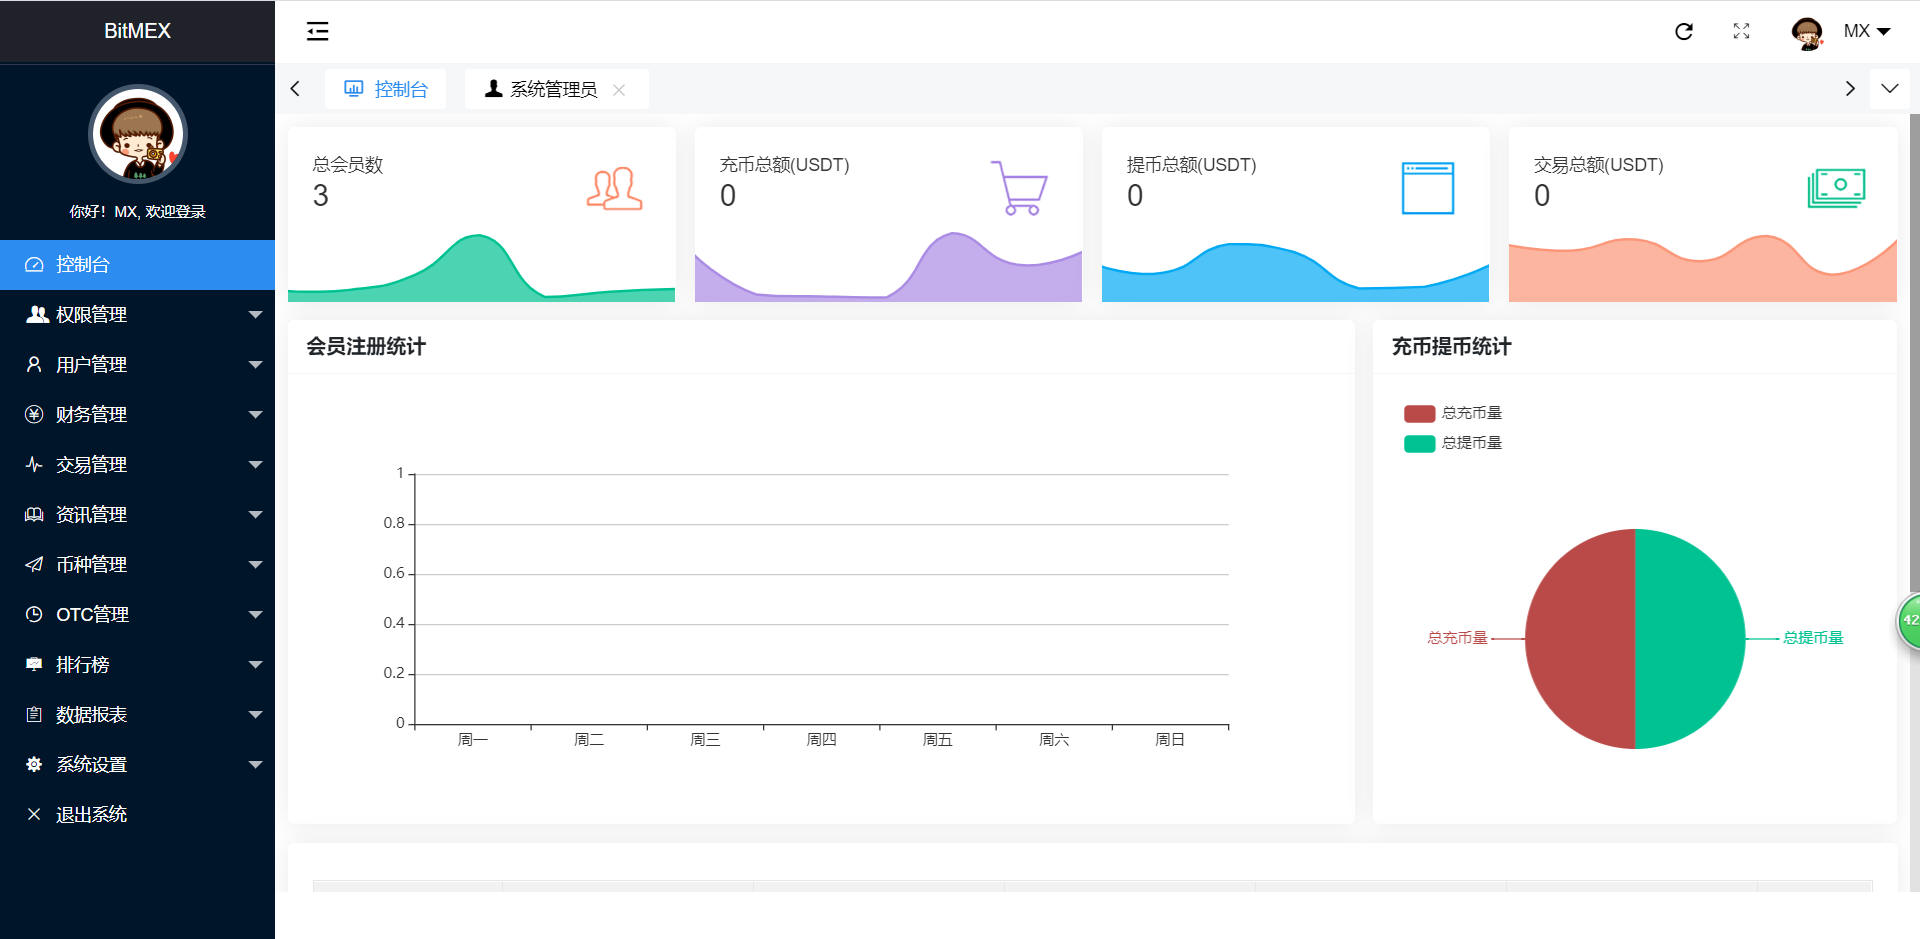 BitMEX
你好！MX, 欢迎登录
控制台
权限管理
用户管理
财务管理
交易管理
资讯管理
币种管理
OTC管理
排行榜
数据报表
系统设置
退出系统
MX
控制台
系统管理员
总会员数
3
充币总额(USDT)
0
提币总额(USDT)
0
交易总额(USDT)
0
会员注册统计
1
0.8
0.6
0.4
0.2
0
周一 周二 周三 周四 周五 周六 周日
充币提币统计
总充币量
总提币量
总充币量
总提币量
42